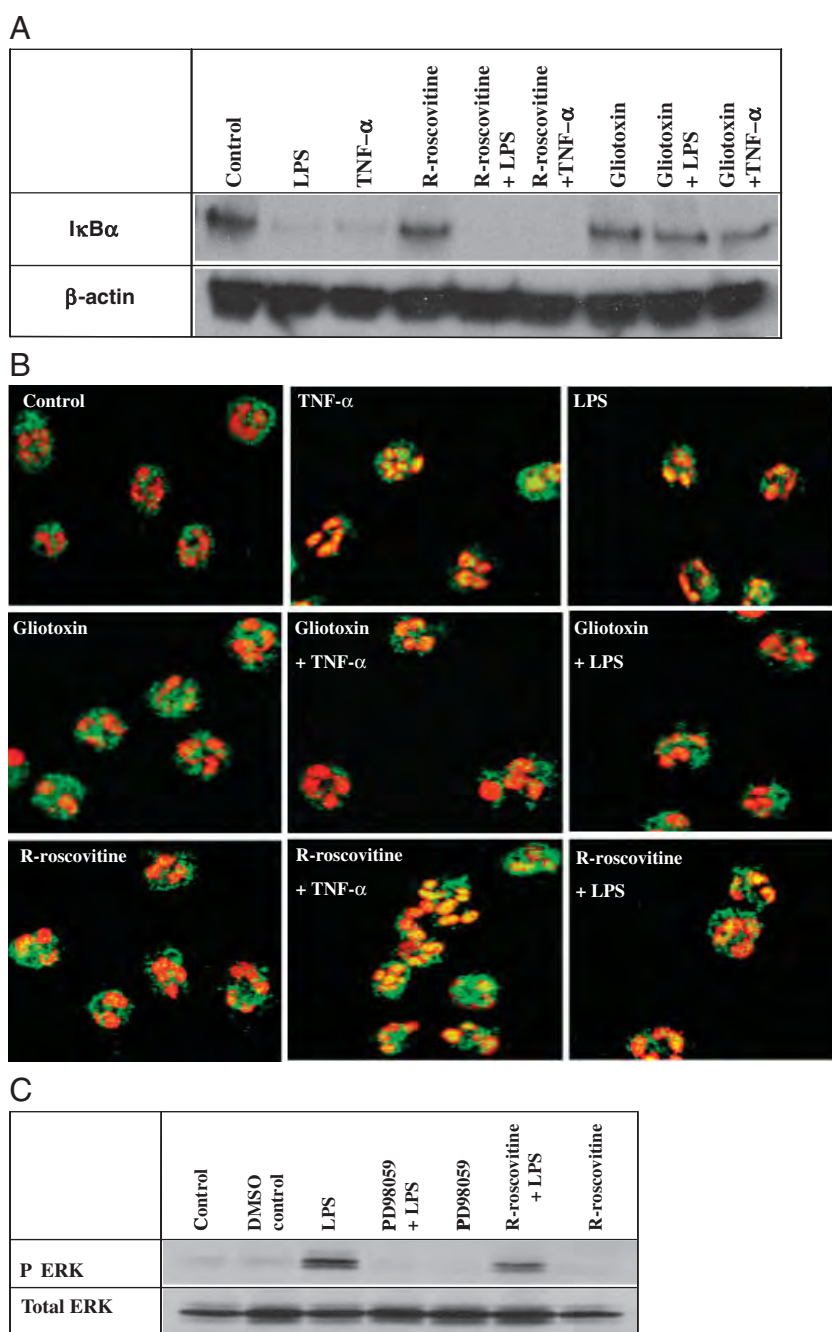 A
Control
LPS
TNF-α
R-roscovitine
R-roscovitine
+ LPS
R-roscovitine
+TNF-α
Gliotoxin
Gliotoxin
+ LPS
Gliotoxin
+TNF-α
IκBα
β-actin
B
Control
TNF-α
LPS
Gliotoxin
Gliotoxin
+ TNF-α
Gliotoxin
+ LPS
R-roscovitine
R-roscovitine
+ TNF-α
R-roscovitine
+ LPS
C
Control
DMSO
control
LPS
PD98059
+ LPS
PD98059
R-roscovitine
+ LPS
R-roscovitine
P ERK
Total ERK